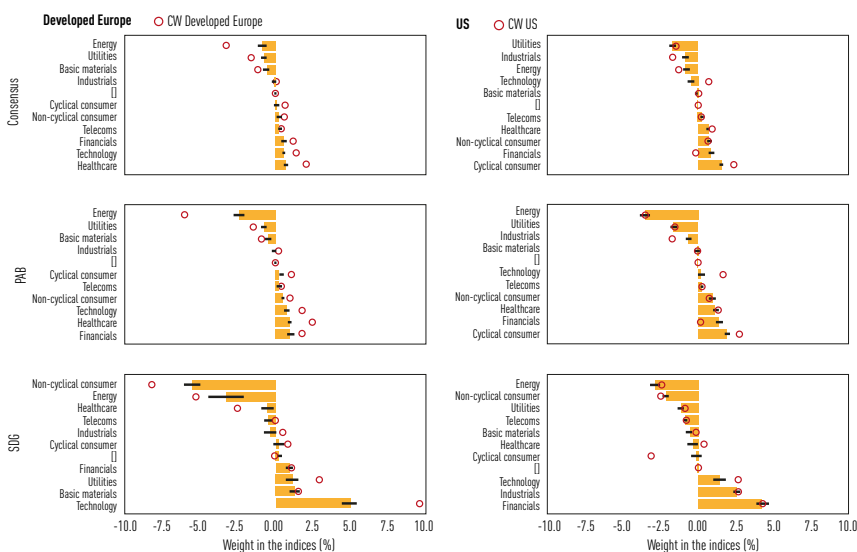 Developed Europe CW Developed Europe
US CW US
Consensus
Energy
Utilities
Basic materials
Industrials
[]
Cyclical consumer
Non-cyclical consumer
Telecoms
Financials
Technology
Healthcare
Utilities
Industrials
Energy
Technology
Basic materials
[]
Telecoms
Healthcare
Non-cyclical consumer
Financials
Cyclical consumer
PAB
Energy
Utilities
Basic materials
Industrials
[]
Cyclical consumer
Telecoms
Non-cyclical consumer
Technology
Healthcare
Financials
Energy
Utilities
Industrials
Basic materials
[]
Technology
Telecoms
Non-cyclical consumer
Healthcare
Financials
Cyclical consumer
SDG
Non-cyclical consumer
Energy
Healthcare
Telecoms
Industrials
Cyclical consumer
[]
Financials
Utilities
Basic materials
Technology
-10.0 -7.5 -5.0 -2.5 0.0 2.5 5.0 7.5 10.0
Weight in the indices (%)
Energy
Non-cyclical consumer
Utilities
Telecoms
Basic materials
Healthcare
Cyclical consumer
[]
Technology
Industrials
Financials
-10.0 -7.5 -5.0 -2.5 0.0 2.5 5.0 7.5 10.0
Weight in the indices (%)